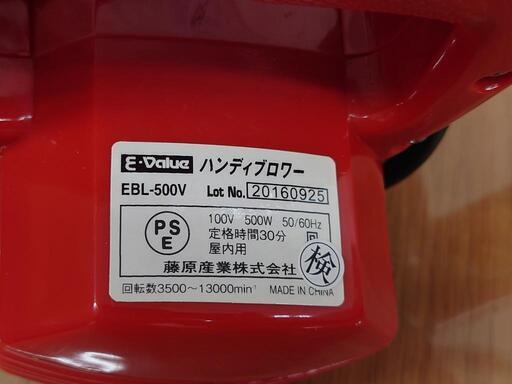 E-Value ハンディブロワー
EBL-500V Lot No. 20160925
PS
E
100V 500W 50/60Hz
定格時間30分
屋内用
藤原産業株式会社
検
回転数3500～13000min⁻¹ MADE IN CHINA